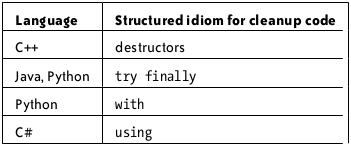 Language Structured idiom for cleanup code
C++ destructors
Java, Python try finally
Python with
C# using